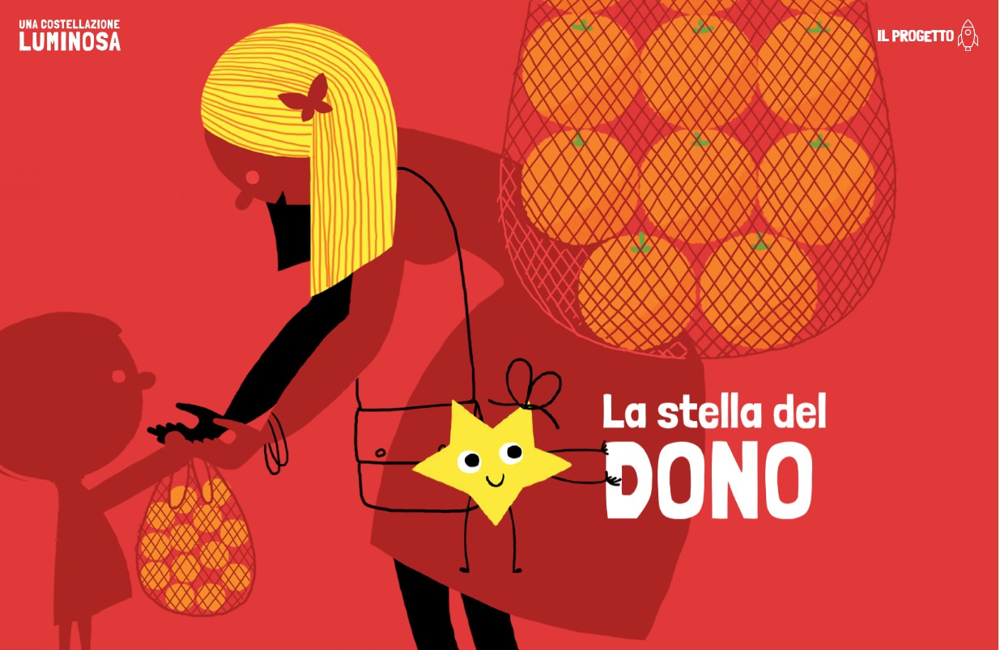 UNA COSTELLAZIONE
LUMINOSA
IL PROGETTO
La stella del
DONO